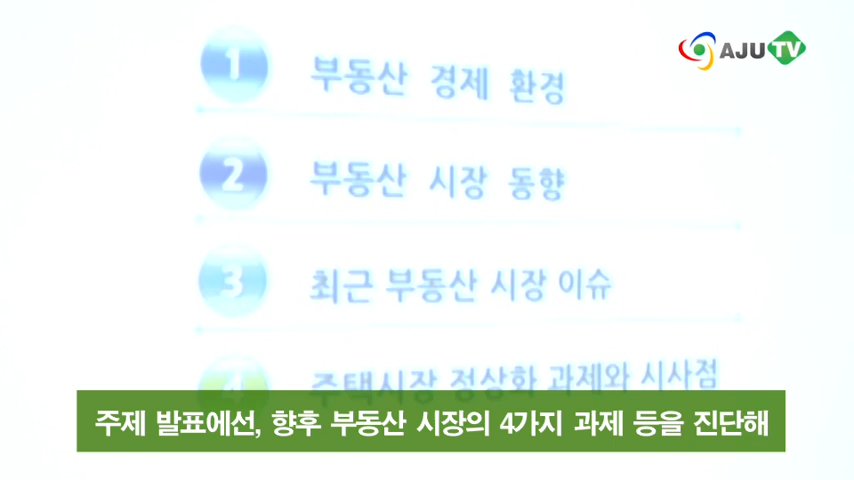 AJU TV
1 부동산 경제 환경
2 부동산 시장 동향
3 최근 부동산 시장 이슈
4 주택시장 정상화 과제와 시사점
주제 발표에선, 향후 부동산 시장의 4가지 과제 등을 진단해